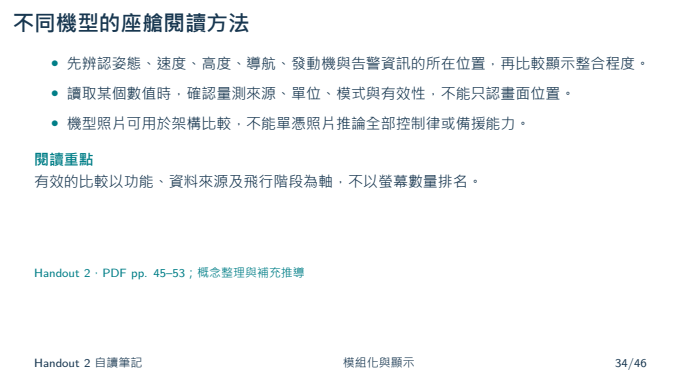 不同機型的座艙閱讀方法
• 先辨認姿態、速度、高度、導航、發動機與告警資訊的所在位置，再比較顯示整合程度。
• 讀取某個數值時，確認量測來源、單位、模式與有效性，不能只認畫面位置。
• 機型照片可用於架構比較，不能單憑照片推論全部控制律或備援能力。
閱讀重點
有效的比較以功能、資料來源及飛行階段為軸，不以螢幕數量排名。
Handout 2 · PDF pp. 45–53；概念整理與補充推導
Handout 2 自讀筆記 模組化與顯示 34/46